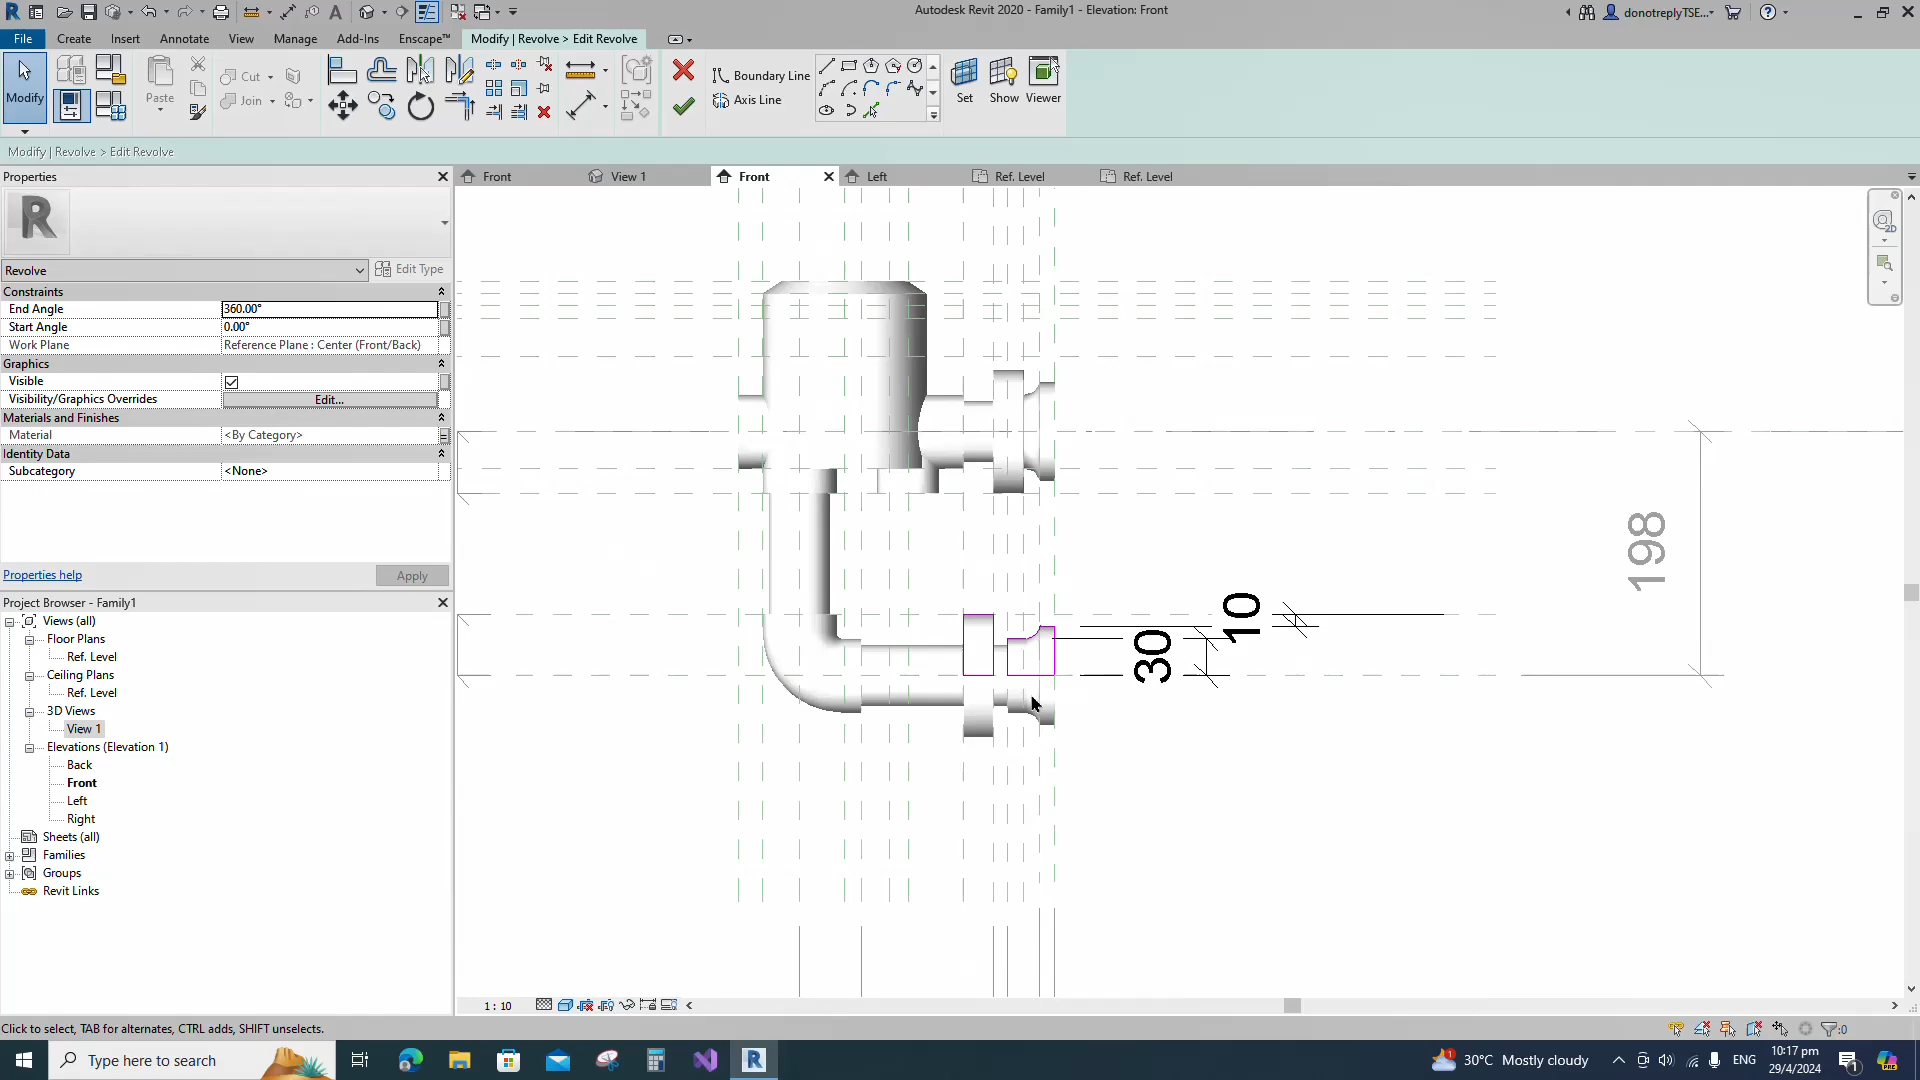 Autodesk Revit 2020 - Family1 - Elevation: Front
donotreplyTSE...
File
Create
Insert
Annotate
View
Manage
Add-Ins
Enscape™
Modify | Revolve > Edit Revolve
Modify
Paste
Cut
Join
Boundary Line
Axis Line
Set
Show
Viewer
Modify | Revolve > Edit Revolve
Properties
Front
View 1
Front
Left
Ref. Level
Ref. Level
R
Revolve
Edit Type
Constraints
End Angle
360.00°
Start Angle
0.00°
Work Plane
Reference Plane : Center (Front/Back)
Graphics
Visible
Visibility/Graphics Overrides
Edit...
Materials and Finishes
Material
<By Category>
Identity Data
Subcategory
<None>
Properties help
Apply
Project Browser - Family1
Views (all)
Floor Plans
Ref. Level
Ceiling Plans
Ref. Level
3D Views
View 1
Elevations (Elevation 1)
Back
Front
Left
Right
Sheets (all)
Families
Groups
Revit Links
2D
198
10
30
1 : 10
Click to select, TAB for alternates, CTRL adds, SHIFT unselects.
:0
Type here to search
30°C Mostly cloudy
ENG
10:17 pm
29/4/2024